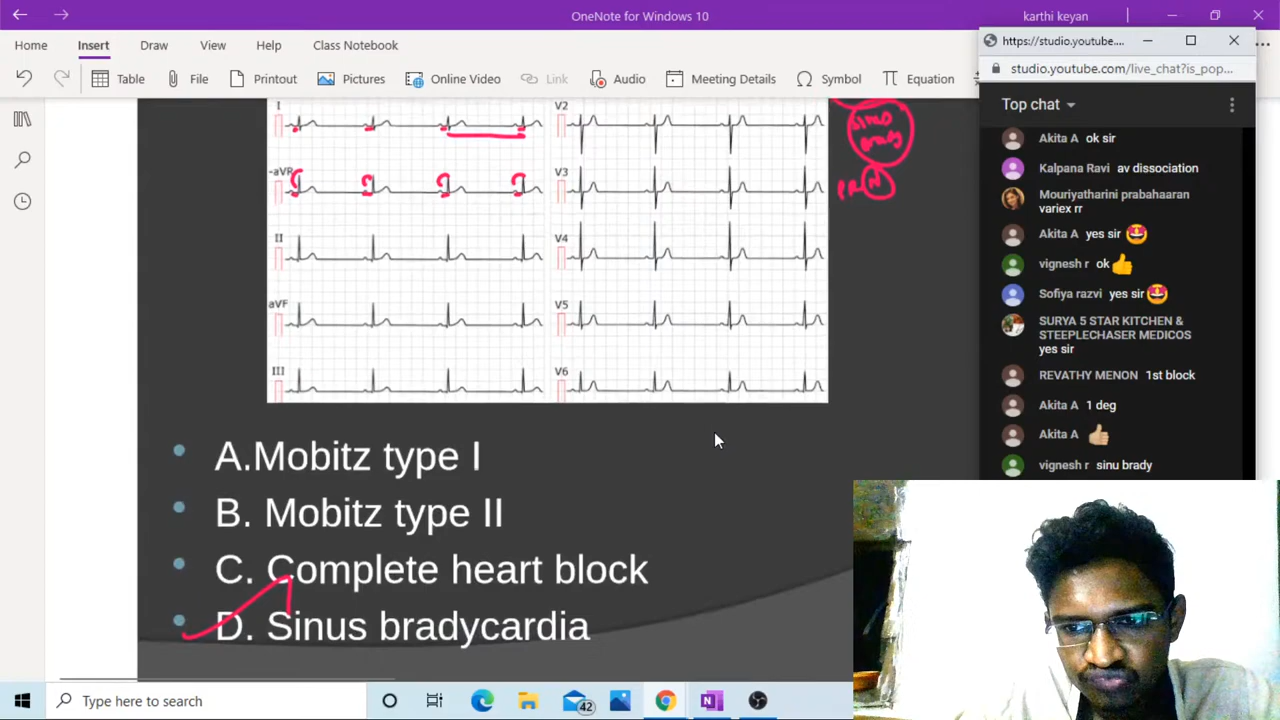 OneNote for Windows 10
karthi keyan
Home
Insert
Draw
View
Help
Class Notebook
Table
File
Printout
Pictures
Online Video
Link
Audio
Meeting Details
Symbol
Equation
https://studio.youtube....
studio.youtube.com/live_chat?is_pop...
Top chat
Akita A ok sir
Kalpana Ravi av dissociation
Mouriyatharini prabahaaran
variex rr
Akita A yes sir 🤩
vignesh r ok 👍
Sofiya razvi yes sir 🤩
SURYA 5 STAR KITCHEN &
STEEPLECHASER MEDICOS
yes sir
REVATHY MENON 1st block
Akita A 1 deg
Akita A 👍🏼
vignesh r sinu brady
I
-aVR
II
aVF
III
V2
V3
V4
V5
V6
PR N
A.Mobitz type I
B. Mobitz type II
C. Complete heart block
D. Sinus bradycardia
Type here to search
42